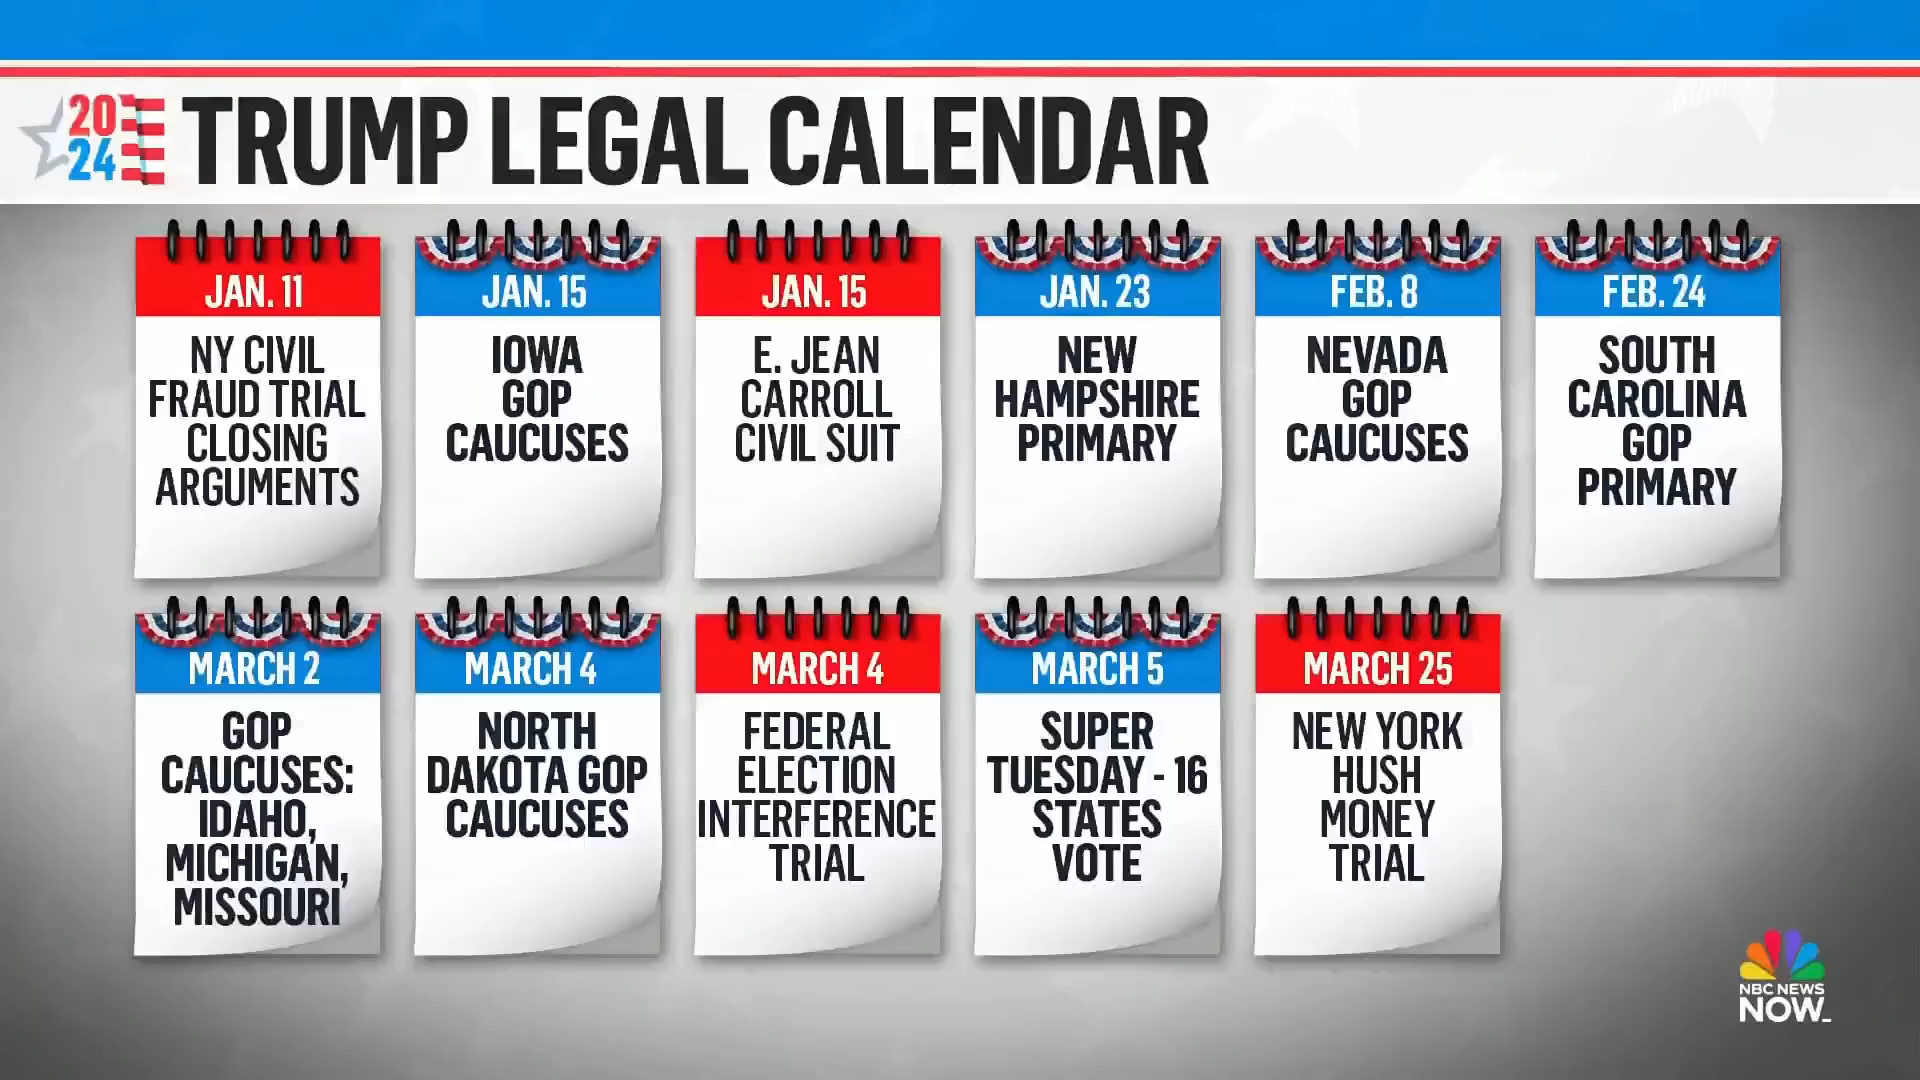 20
24
TRUMP LEGAL CALENDAR
JAN. 11
NY CIVIL
FRAUD TRIAL
CLOSING
ARGUMENTS
JAN. 15
IOWA
GOP
CAUCUSES
JAN. 15
E. JEAN
CARROLL
CIVIL SUIT
JAN. 23
NEW
HAMPSHIRE
PRIMARY
FEB. 8
NEVADA
GOP
CAUCUSES
FEB. 24
SOUTH
CAROLINA
GOP
PRIMARY
MARCH 2
GOP
CAUCUSES:
IDAHO,
MICHIGAN,
MISSOURI
MARCH 4
NORTH
DAKOTA GOP
CAUCUSES
MARCH 4
FEDERAL
ELECTION
INTERFERENCE
TRIAL
MARCH 5
SUPER
TUESDAY - 16
STATES
VOTE
MARCH 25
NEW YORK
HUSH
MONEY
TRIAL
NBC NEWS
NOW_